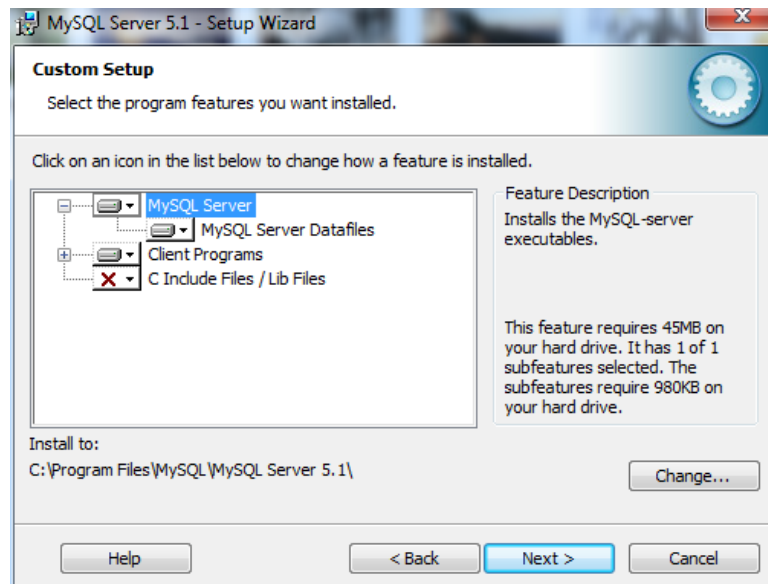 MySQL Server 5.1 - Setup Wizard
Custom Setup
Select the program features you want installed.
Click on an icon in the list below to change how a feature is installed.
MySQL Server
MySQL Server Datafiles
Client Programs
C Include Files / Lib Files
Feature Description
Installs the MySQL-server
executables.
This feature requires 45MB on
your hard drive. It has 1 of 1
subfeatures selected. The
subfeatures require 980KB on
your hard drive.
Install to:
C:\Program Files\MySQL\MySQL Server 5.1\
Change...
Help
< Back
Next >
Cancel